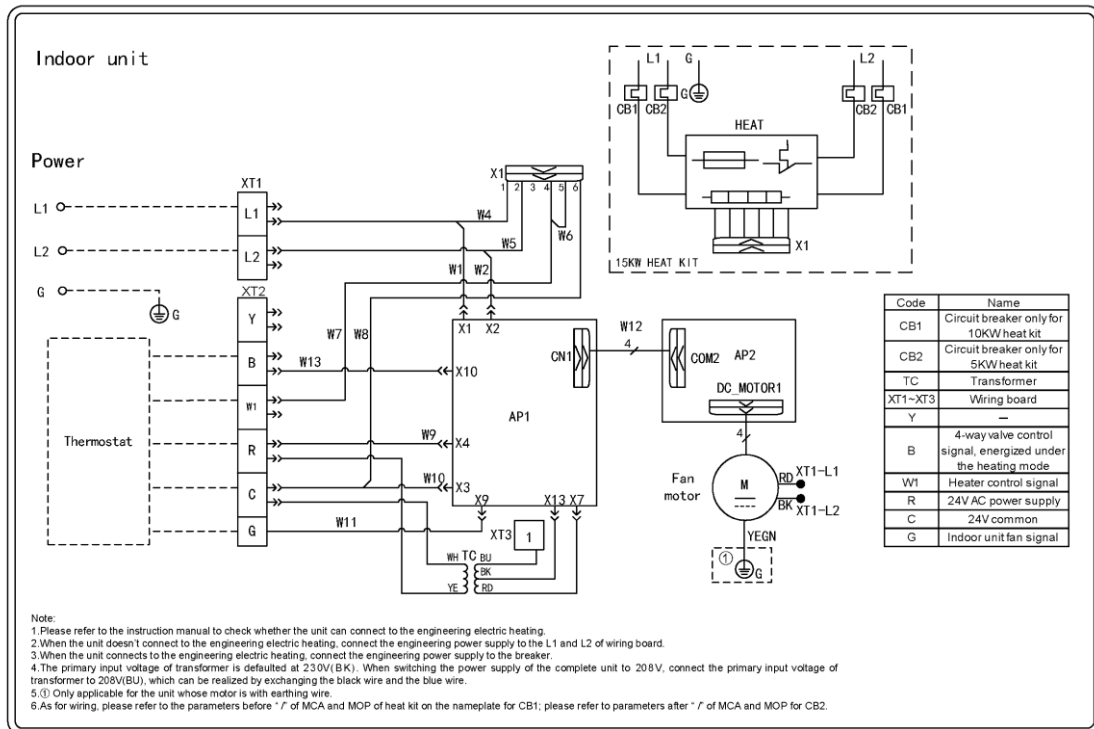 Indoor unit
Power
L1
L2
G
G
XT1
L1
L2
XT2
Y
B
W1
R
C
G
Thermostat
W13
W7
W8
W9
W10
W11
W4
W5
W6
W1
W2
X1
1 2 3 4 5 6
X1 X2
X10
X4
X3
X9
X13 X7
AP1
CN1
W12
4
COM2
AP2
DC_MOTOR1
4
Fan
motor
M
RD
XT1-L1
BK
XT1-L2
YEGN
①
G
XT3
1
WH TC BU
BK
YE
RD
L1
G
L2
CB1
CB2
G
CB2
CB1
HEAT
X1
15KW HEAT KIT
Code Name
CB1 Circuit breaker only for
10KW heat kit
CB2 Circuit breaker only for
5KW heat kit
TC Transformer
XT1~XT3 Wiring board
Y —
B 4-way valve control
signal, energized under
the heating mode
W1 Heater control signal
R 24V AC power supply
C 24V common
G Indoor unit fan signal
Note:
1.Please refer to the instruction manual to check whether the unit can connect to the engineering electric heating.
2.When the unit doesn't connect to the engineering electric heating, connect the engineering power supply to the L1 and L2 of wiring board.
3.When the unit connects to the engineering electric heating, connect the engineering power supply to the breaker.
4.The primary input voltage of transformer is defaulted at 230V(BK). When switching the power supply of the complete unit to 208V, connect the primary input voltage of
transformer to 208V(BU), which can be realized by exchanging the black wire and the blue wire.
5.① Only applicable for the unit whose motor is with earthing wire.
6.As for wiring, please refer to the parameters before "/" of MCA and MOP of heat kit on the nameplate for CB1; please refer to parameters after "/" of MCA and MOP for CB2.